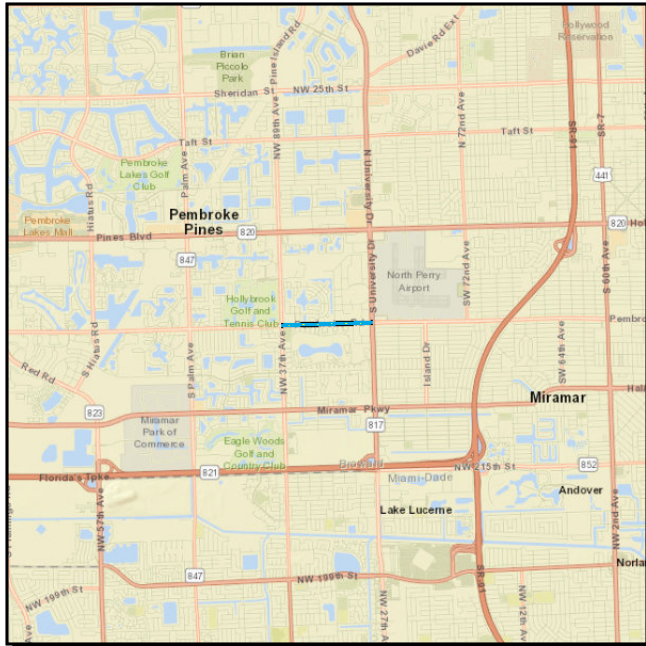 Brian
Piccolo
Park
Pine Island Rd
Davie Rd Ext
Hollywood
Reservation
Sheridan St
NW 25th St
NW 89th Ave
N 72nd Ave
SR-7
Taft St
Taft St
Pembroke
Lakes Golf
Club
Palm Ave
N University Dr
441
Hiatus Rd
Pembroke
Lakes Mall
Pembroke
Pines
Pines Blvd
820
820
847
S University Dr
North Perry
Airport
SW 72nd Ave
S 60th Ave
Hollybrook
Golf and
Tennis Club
S Hiatus Rd
S Palm Ave
NW 37th Ave
Island Dr
SW 64th Ave
Red Rd
823
Miramar
Park of
Commerce
Miramar Pkwy
Miramar
817
Eagle Woods
Golf and
Country Club
Broward
Miami-Dade
Florida's Tpke
821
NW 215th St
852
NW 57th Ave
Lake Lucerne
Andover
NW 2nd Ave
847
NW 199th St
NW 199th St
NW 27th A
SR-91
NW 12th Ave